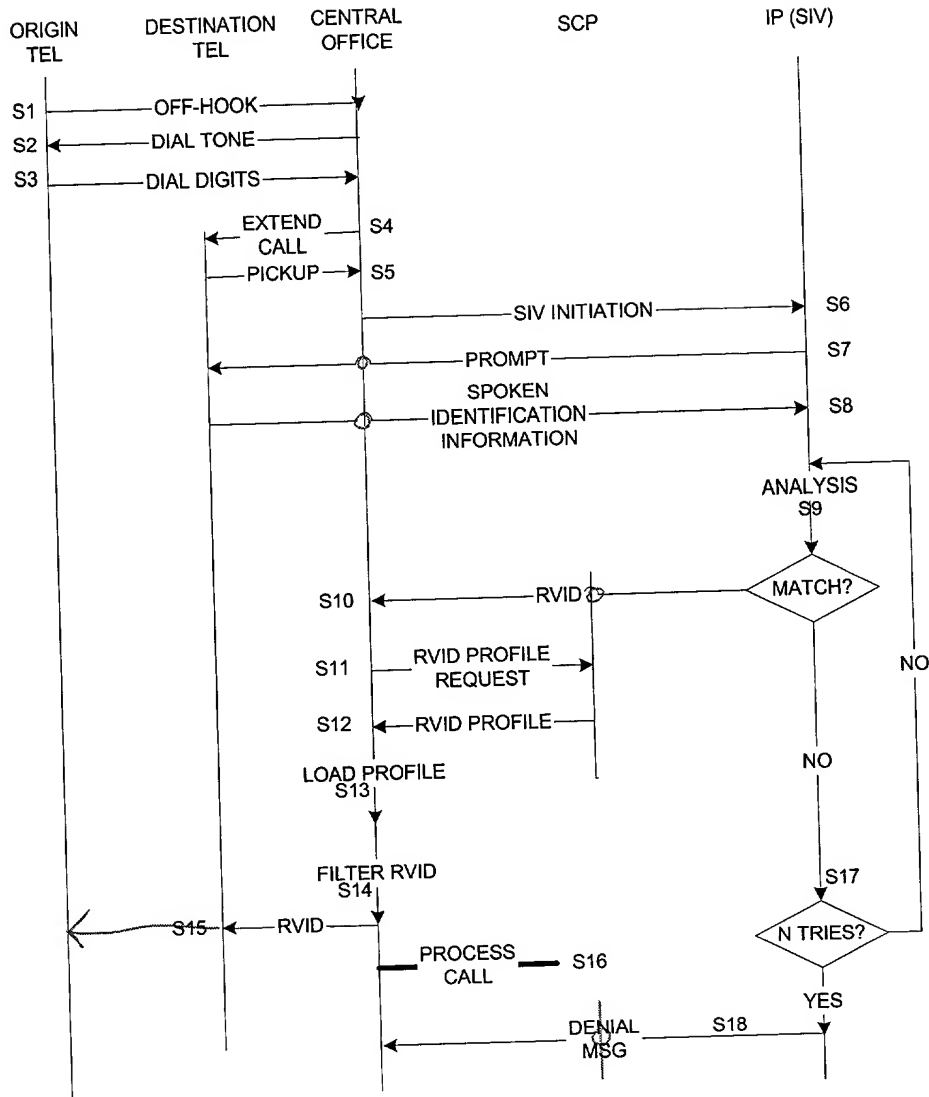 ORIGIN
TEL
DESTINATION
TEL
CENTRAL
OFFICE
SCP
IP (SIV)
S1
OFF-HOOK
S2
DIAL TONE
S3
DIAL DIGITS
EXTEND
CALL
S4
PICKUP
S5
SIV INITIATION
S6
PROMPT
S7
SPOKEN
IDENTIFICATION
INFORMATION
S8
ANALYSIS
S9
MATCH?
S10
RVID
S11
RVID PROFILE
REQUEST
NO
S12
RVID PROFILE
NO
LOAD PROFILE
S13
FILTER RVID
S14
S17
S15
RVID
N TRIES?
PROCESS
CALL
S16
YES
DENIAL
MSG
S18